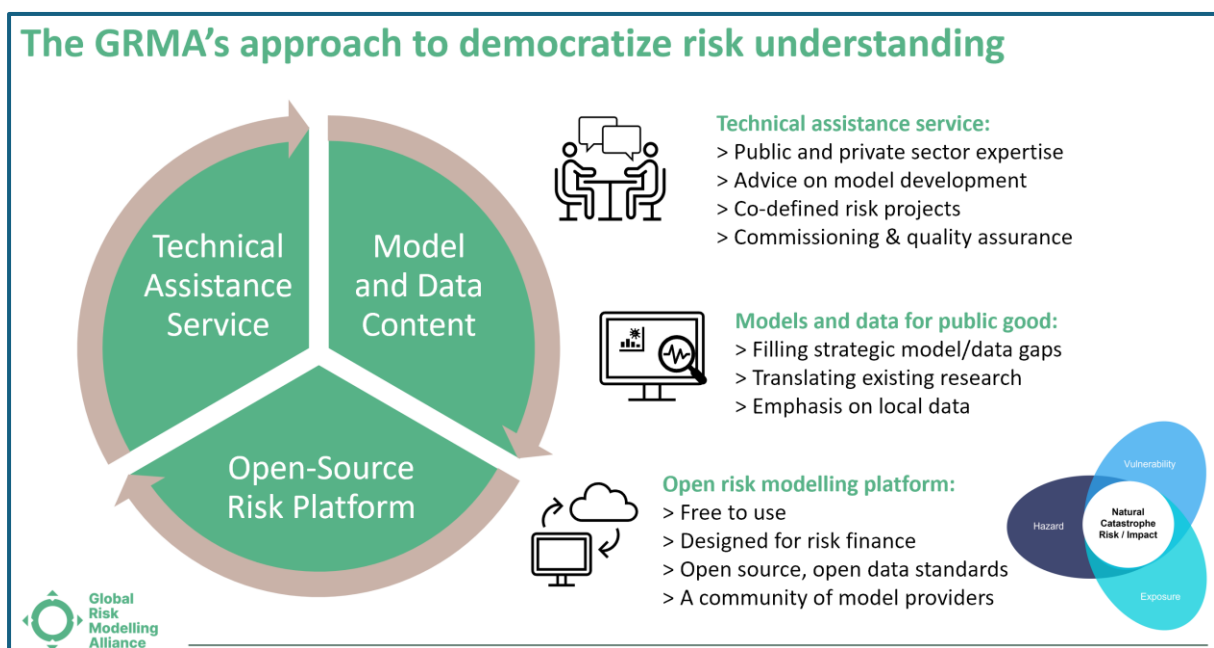 The GRMA's approach to democratize risk understanding
Technical
Assistance
Service
Model
and Data
Content
Open-Source
Risk Platform
Technical assistance service:
> Public and private sector expertise
> Advice on model development
> Co-defined risk projects
> Commissioning & quality assurance
Models and data for public good:
> Filling strategic model/data gaps
> Translating existing research
> Emphasis on local data
Open risk modelling platform:
> Free to use
> Designed for risk finance
> Open source, open data standards
> A community of model providers
Vulnerability
Hazard
Natural
Catastrophe
Risk / Impact
Exposure
Global
Risk
Modelling
Alliance